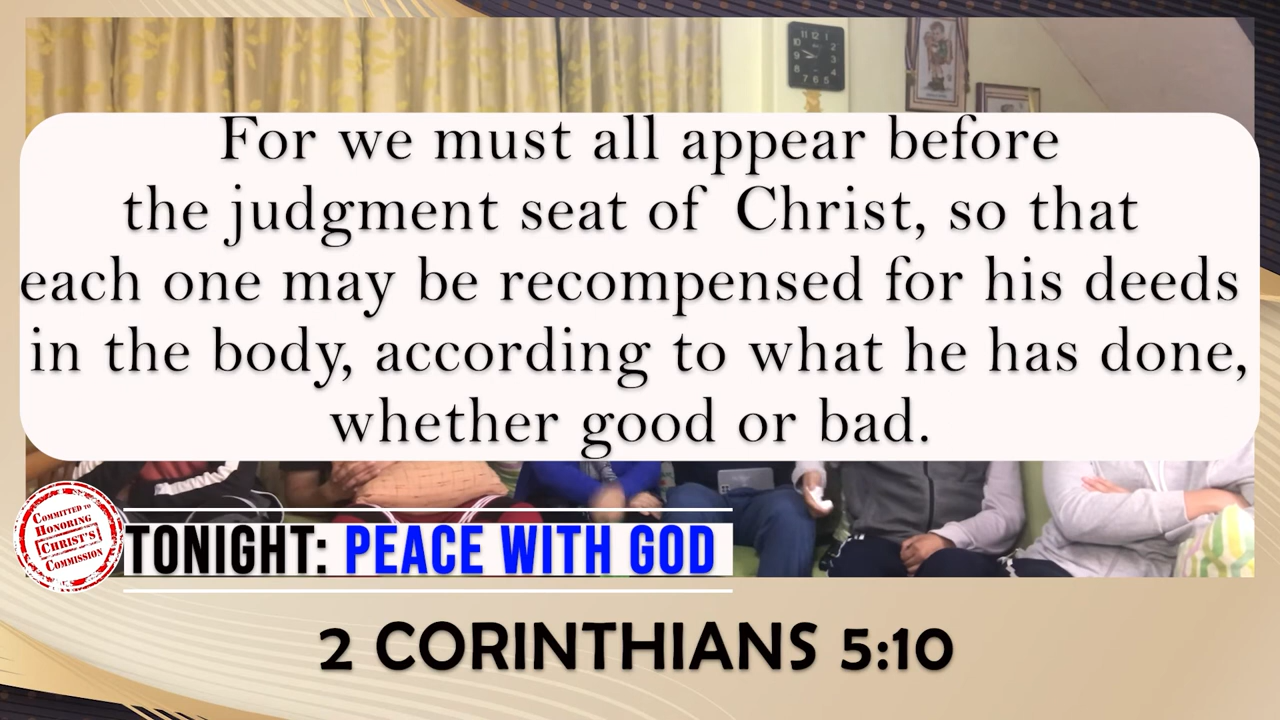 For we must all appear before
the judgment seat of Christ, so that
each one may be recompensed for his deeds
in the body, according to what he has done,
whether good or bad.
COMMITTED TO
HONORING
CHRIST'S
COMMISSION
TONIGHT: PEACE WITH GOD
2 CORINTHIANS 5:10